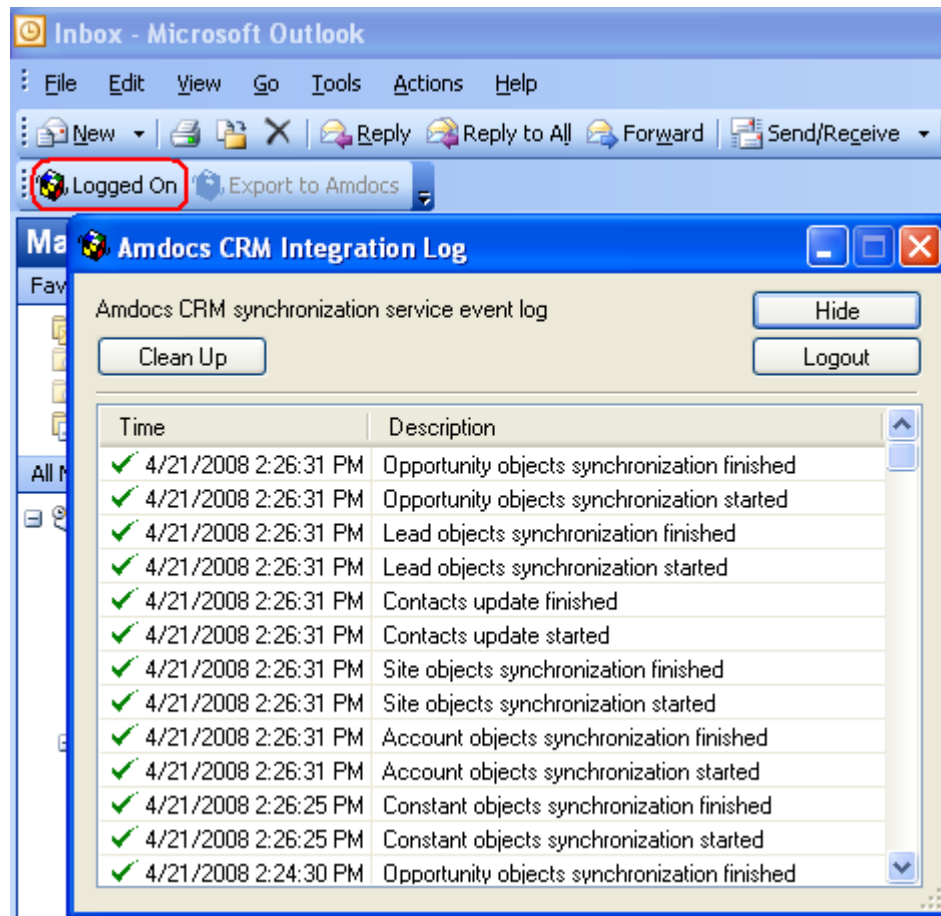 Inbox - Microsoft Outlook
File Edit View Go Tools Actions Help
New Reply Reply to All Forward Send/Receive
Logged On Export to Amdocs
Ma Amdocs CRM Integration Log
Fav
Amdocs CRM synchronization service event log Hide
Clean Up Logout
Time Description
4/21/2008 2:26:31 PM Opportunity objects synchronization finished
All 4/21/2008 2:26:31 PM Opportunity objects synchronization started
4/21/2008 2:26:31 PM Lead objects synchronization finished
4/21/2008 2:26:31 PM Lead objects synchronization started
4/21/2008 2:26:31 PM Contacts update finished
4/21/2008 2:26:31 PM Contacts update started
4/21/2008 2:26:31 PM Site objects synchronization finished
4/21/2008 2:26:31 PM Site objects synchronization started
4/21/2008 2:26:31 PM Account objects synchronization finished
4/21/2008 2:26:31 PM Account objects synchronization started
4/21/2008 2:26:25 PM Constant objects synchronization finished
4/21/2008 2:26:25 PM Constant objects synchronization started
4/21/2008 2:24:30 PM Opportunity objects synchronization finished